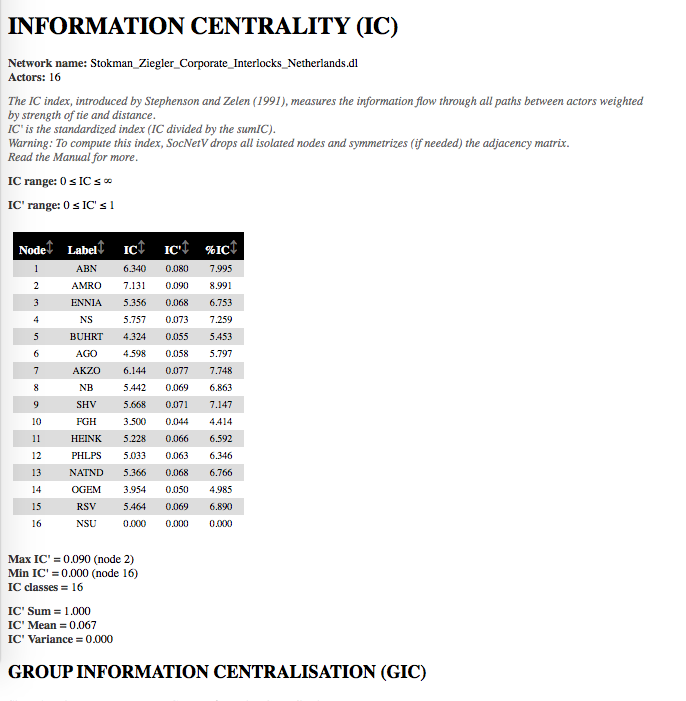 INFORMATION CENTRALITY (IC)
Network name: Stokman_Ziegler_Corporate_Interlocks_Netherlands.dl
Actors: 16
The IC index, introduced by Stephenson and Zelen (1991), measures the information flow through all paths between actors weighted
by strength of tie and distance.
IC' is the standardized index (IC divided by the sumIC).
Warning: To compute this index, SocNetV drops all isolated nodes and symmetrizes (if needed) the adjacency matrix.
Read the Manual for more.
IC range: 0 ≤ IC ≤ ∞
IC' range: 0 ≤ IC' ≤ 1
Node↕ Label↕ IC↕ IC'↕ %IC↕
1 ABN 6.340 0.080 7.995
2 AMRO 7.131 0.090 8.991
3 ENNIA 5.356 0.068 6.753
4 NS 5.757 0.073 7.259
5 BUHRT 4.324 0.055 5.453
6 AGO 4.598 0.058 5.797
7 AKZO 6.144 0.077 7.748
8 NB 5.442 0.069 6.863
9 SHV 5.668 0.071 7.147
10 FGH 3.500 0.044 4.414
11 HEINK 5.228 0.066 6.592
12 PHLPS 5.033 0.063 6.346
13 NATND 5.366 0.068 6.766
14 OGEM 3.954 0.050 4.985
15 RSV 5.464 0.069 6.890
16 NSU 0.000 0.000 0.000
Max IC' = 0.090 (node 2)
Min IC' = 0.000 (node 16)
IC classes = 16
IC' Sum = 1.000
IC' Mean = 0.067
IC' Variance = 0.000
GROUP INFORMATION CENTRALISATION (GIC)